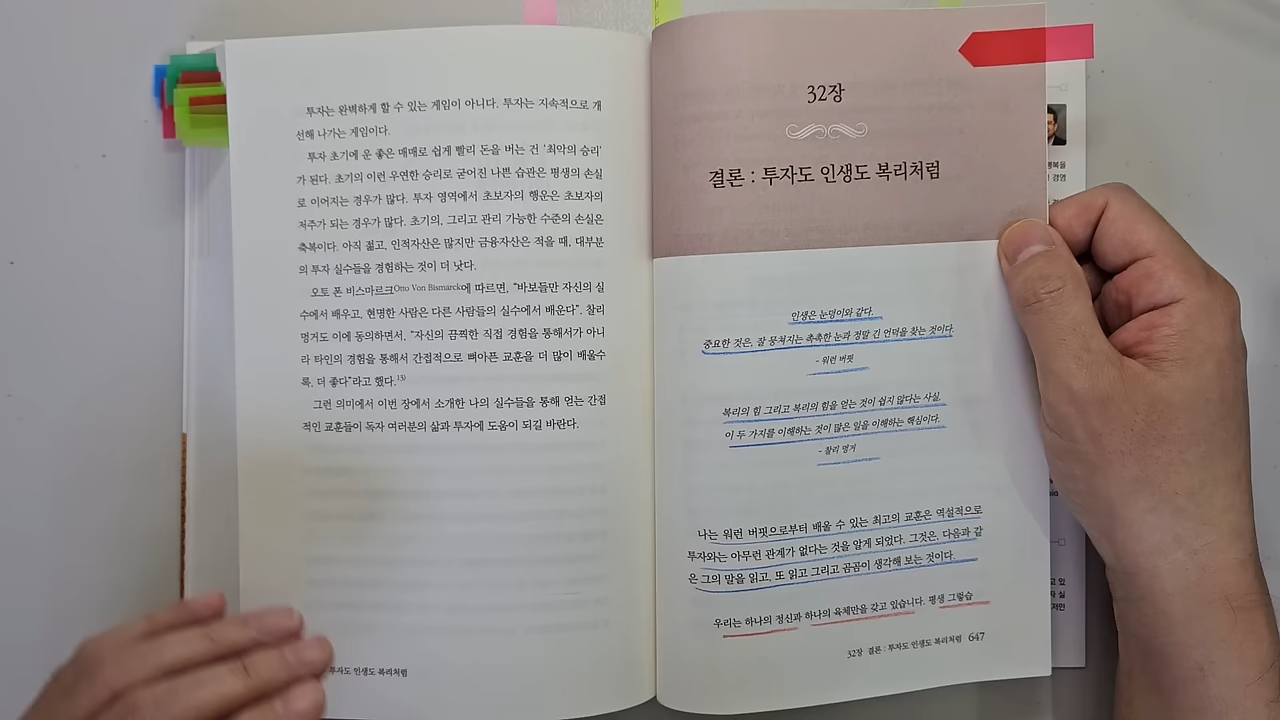 투자는 완벽하게 할 수 있는 게임이 아니다. 투자는 지속적으로 개
선해 나가는 게임이다.
투자 초기에 운 좋은 매매로 쉽게 빨리 돈을 버는 건 '최악의 승리'
가 된다. 초기의 이런 우연한 승리로 굳어진 나쁜 습관은 평생의 손실
로 이어지는 경우가 많다. 투자 영역에서 초보자의 행운은 초보자의
저주가 되는 경우가 많다. 초기의, 그리고 관리 가능한 수준의 손실은
축복이다. 아직 젊고, 인적자산은 많지만 금융자산은 적을 때, 대부분
의 투자 실수들을 경험하는 것이 더 낫다.
오토 폰 비스마르크Otto Von Bismarck에 따르면, "바보들만 자신의 실
수에서 배우고, 현명한 사람은 다른 사람들의 실수에서 배운다". 찰리
멍거도 이에 동의하면서, "자신의 끔찍한 직접 경험을 통해서가 아니
라 타인의 경험을 통해서 간접적으로 뼈아픈 교훈을 더 많이 배울수
록, 더 좋다"라고 했다.13)
그런 의미에서 이번 장에서 소개한 나의 실수들을 통해 얻는 간접
적인 교훈들이 독자 여러분의 삶과 투자에 도움이 되길 바란다.
투자도 인생도 복리처럼
32장
결론 : 투자도 인생도 복리처럼
인생은 눈덩이와 같다.
중요한 것은, 잘 뭉쳐지는 촉촉한 눈과 정말 긴 언덕을 찾는 것이다.
- 워런 버핏
복리의 힘 그리고 복리의 힘을 얻는 것이 쉽지 않다는 사실.
이 두 가지를 이해하는 것이 많은 일을 이해하는 핵심이다.
- 찰리 멍거
나는 워런 버핏으로부터 배울 수 있는 최고의 교훈은 역설적으로
투자와는 아무런 관계가 없다는 것을 알게 되었다. 그것은, 다음과 같
은 그의 말을 읽고, 또 읽고 그리고 곰곰이 생각해 보는 것이다.
우리는 하나의 정신과 하나의 육체만을 갖고 있습니다. 평생 그렇습
32장 결론 : 투자도 인생도 복리처럼 647